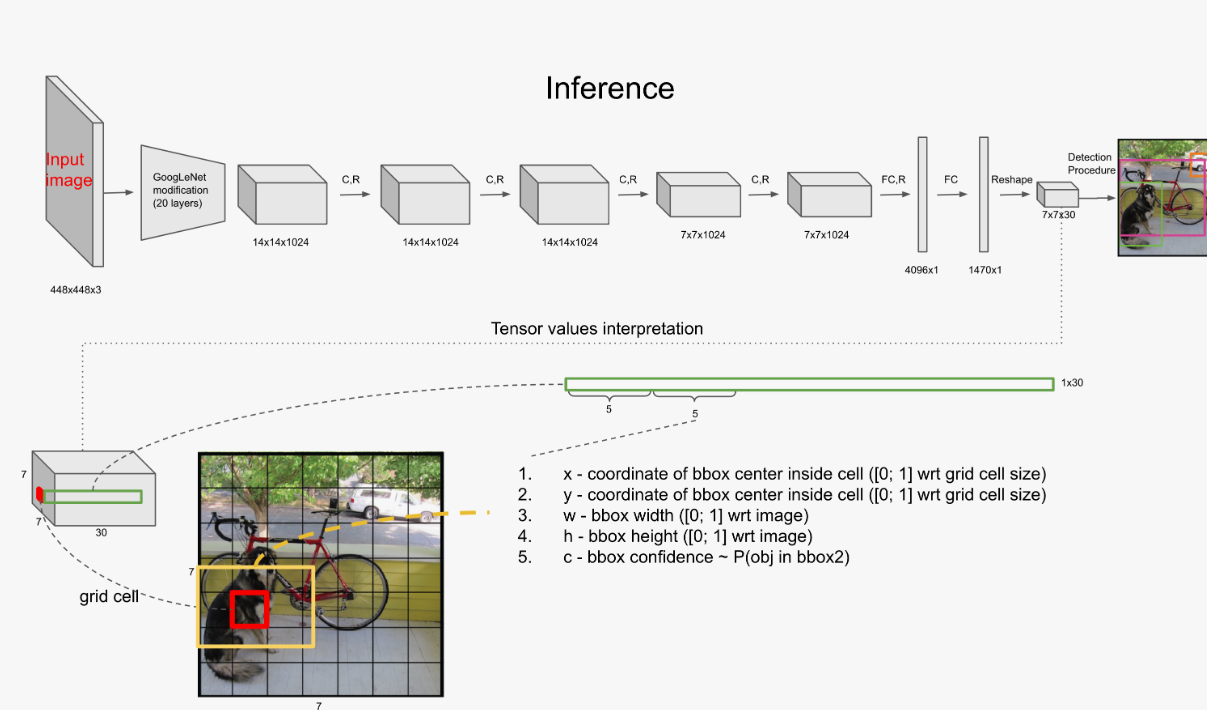 Inference
Input
image
448x448x3
GoogLeNet
modification
(20 layers)
14x14x1024
C,R
14x14x1024
C,R
14x14x1024
C,R
7x7x1024
C,R
7x7x1024
FC,R
4096x1
FC
1470x1
Reshape
7x7x30
Detection
Procedure
Tensor values interpretation
1x30
5
5
7
7
30
grid cell
7
7
1. x - coordinate of bbox center inside cell ([0; 1] wrt grid cell size)
2. y - coordinate of bbox center inside cell ([0; 1] wrt grid cell size)
3. w - bbox width ([0; 1] wrt image)
4. h - bbox height ([0; 1] wrt image)
5. c - bbox confidence ~ P(obj in bbox2)